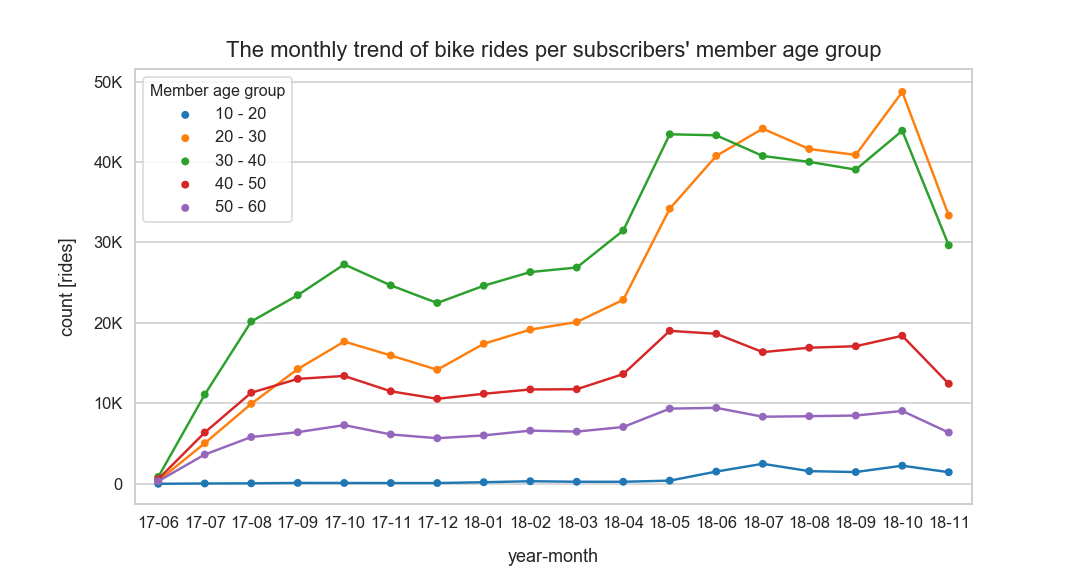 The monthly trend of bike rides per subscribers' member age group
50K
40K
30K
20K
10K
0
count [rides]
Member age group
10 - 20
20 - 30
30 - 40
40 - 50
50 - 60
17-06 17-07 17-08 17-09 17-10 17-11 17-12 18-01 18-02 18-03 18-04 18-05 18-06 18-07 18-08 18-09 18-10 18-11
year-month